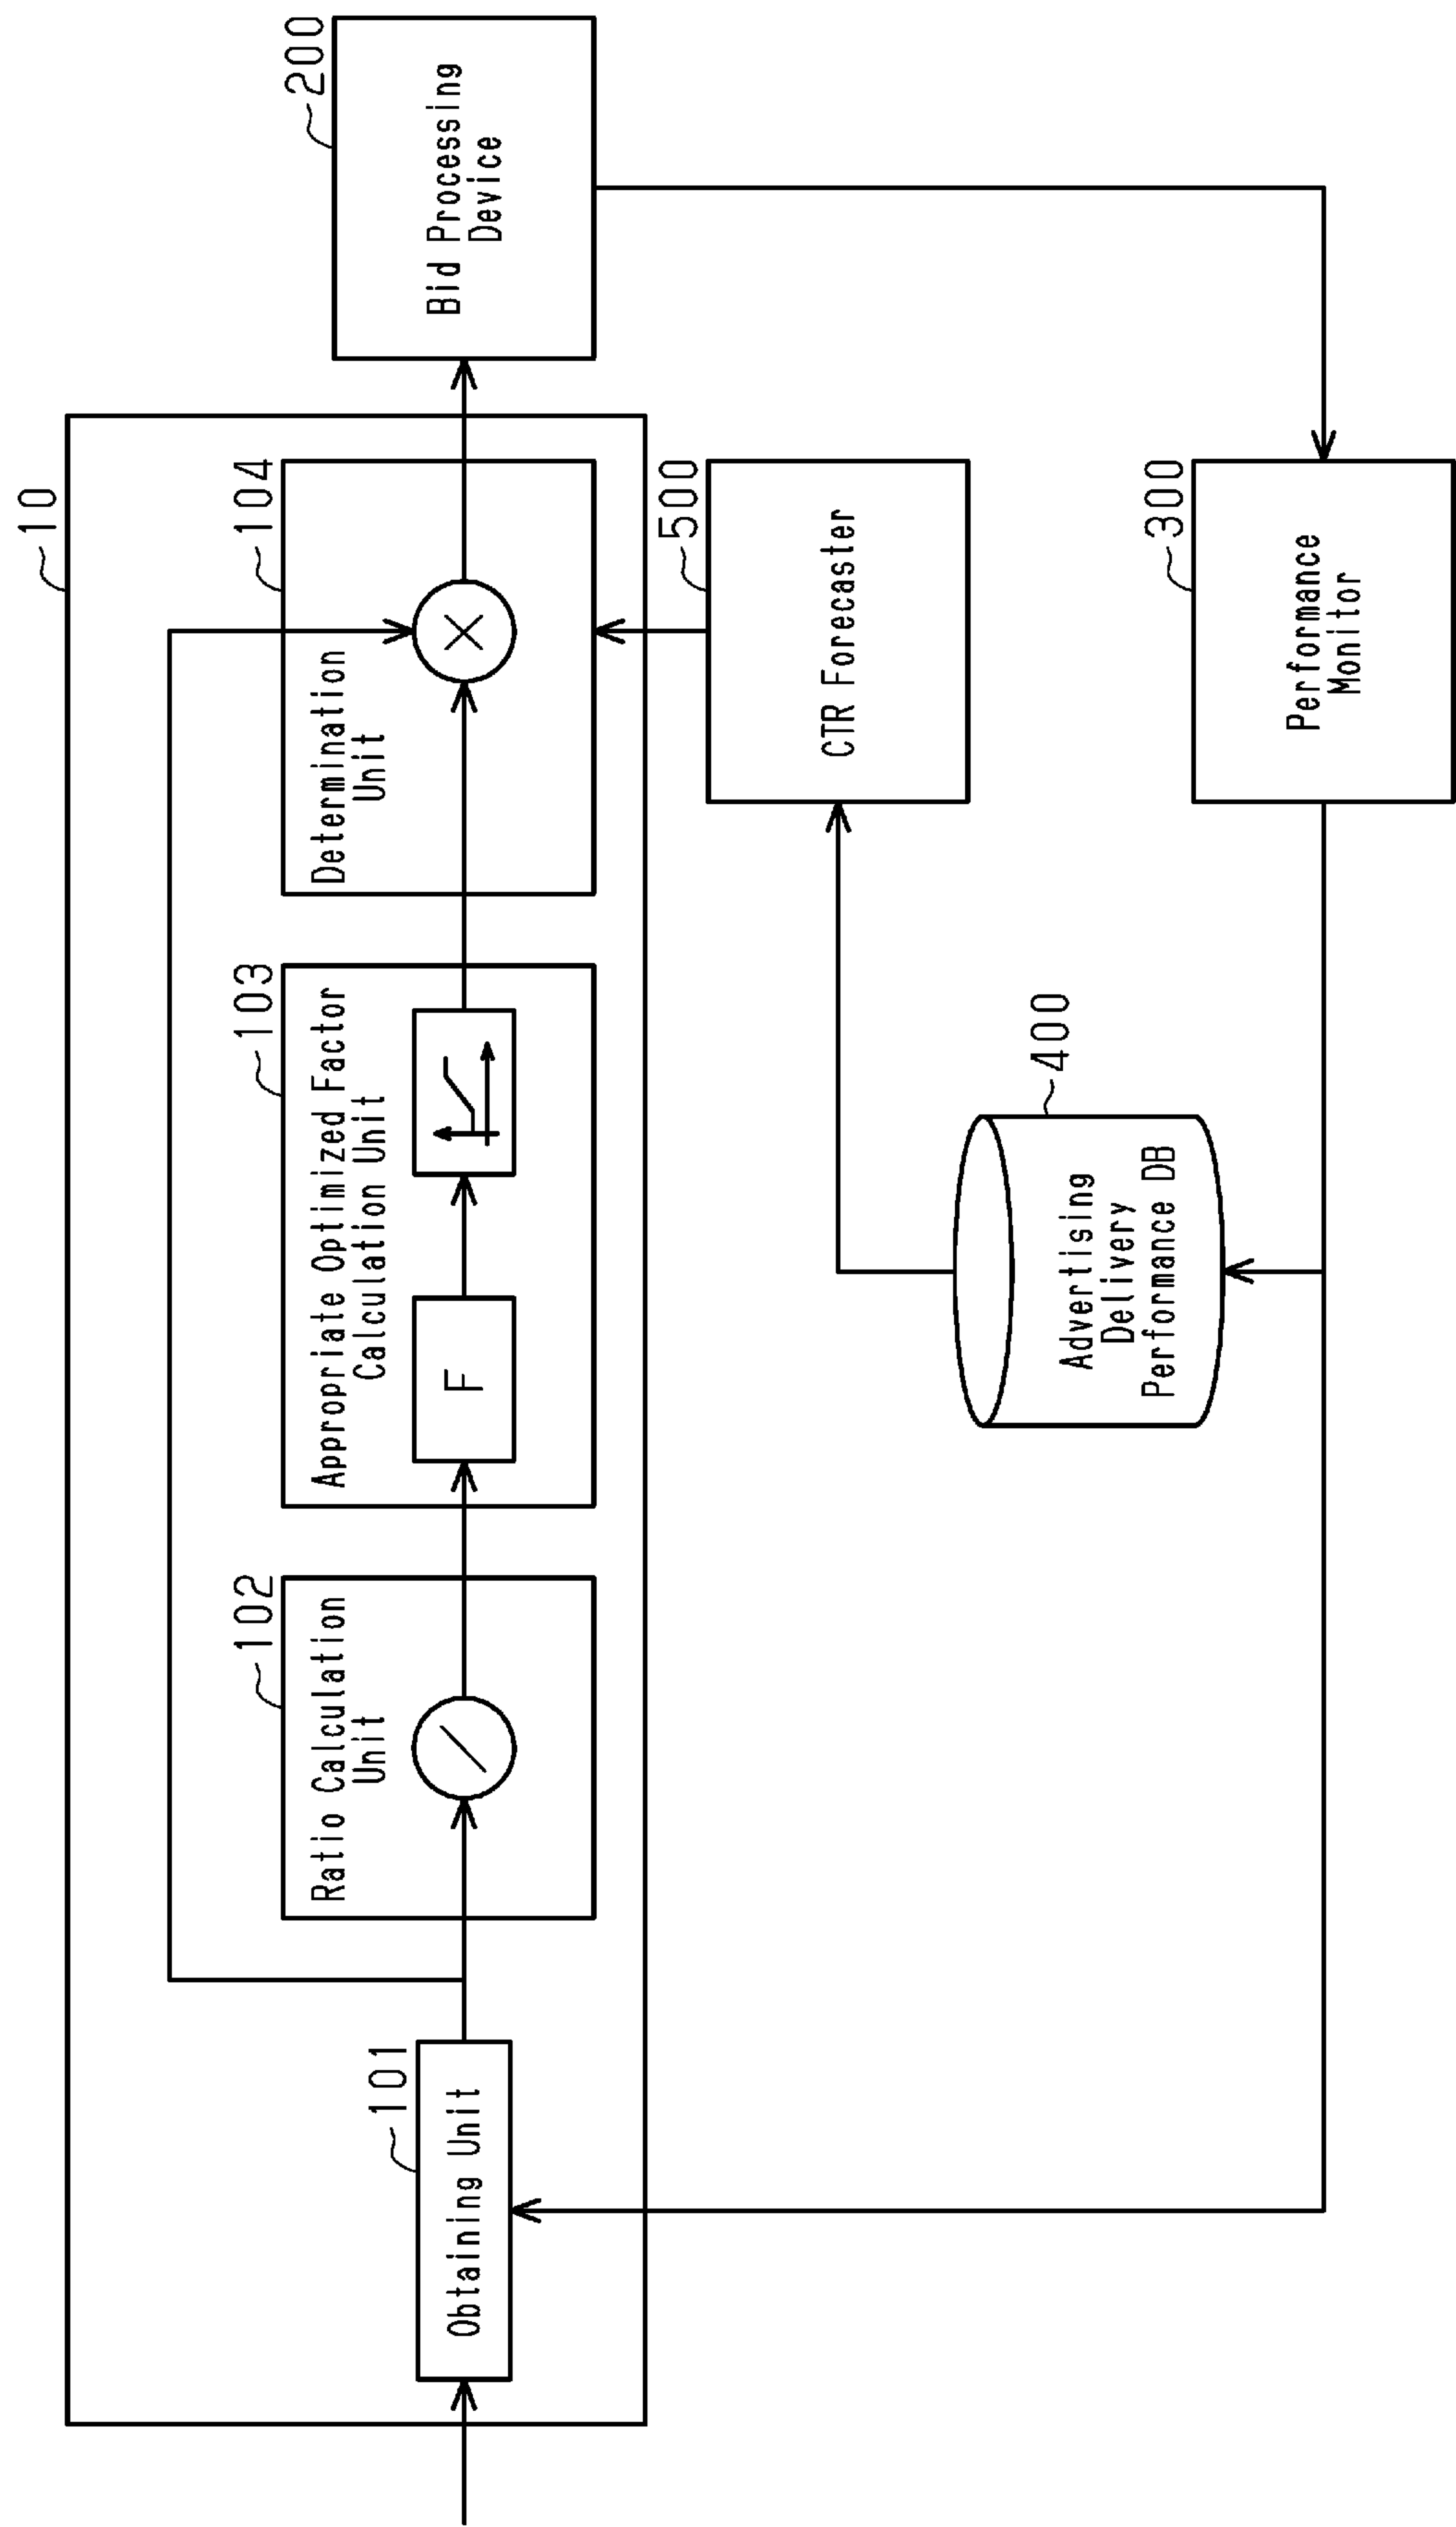 10
101
Obtaining Unit
102
Ratio Calculation
Unit
103
Appropriate Optimized Factor
Calculation Unit
F
104
Determination
Unit
200
Bid Processing
Device
500
CTR Forecaster
400
Advertising
Delivery
Performance DB
300
Performance
Monitor